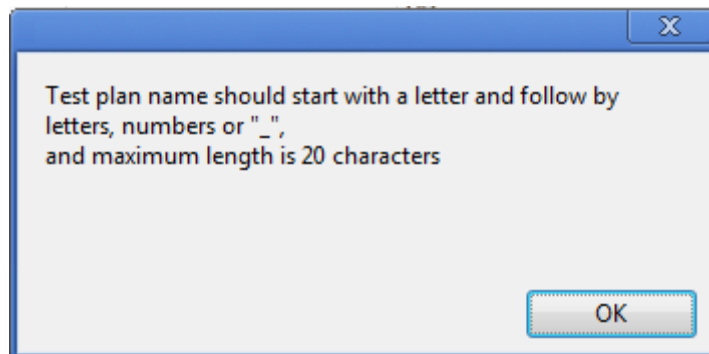 Test plan name should start with a letter and follow by
letters, numbers or "_",
and maximum length is 20 characters
OK